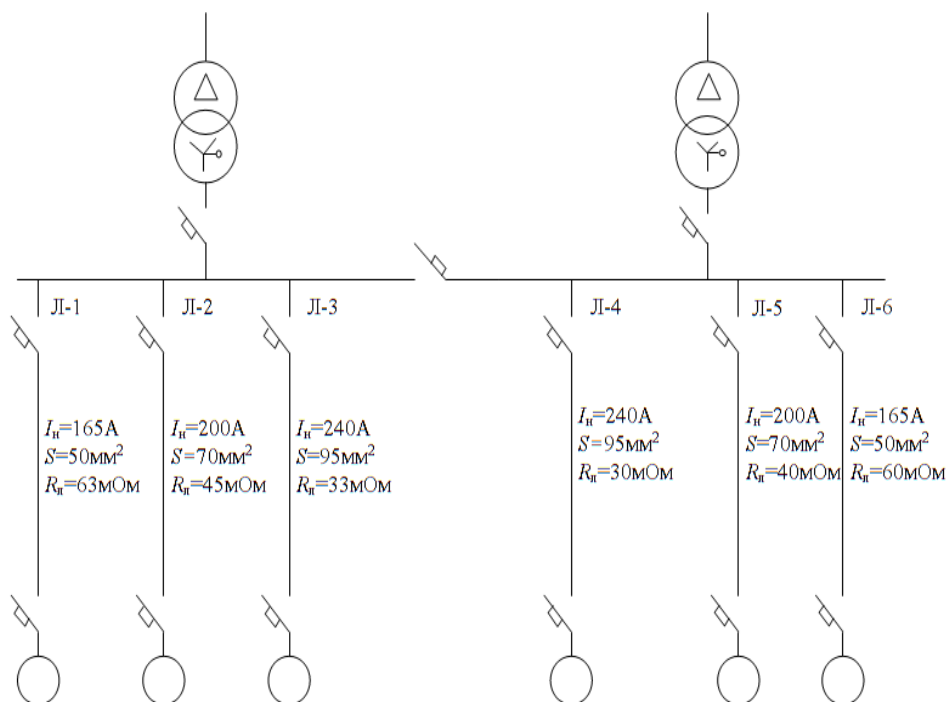 Л-1
Л-2
Л-3
Л-4
Л-5
Л-6
Iн=165А
S=50мм²
Rл=63мОм
Iн=200А
S=70мм²
Rл=45мОм
Iн=240А
S=95мм²
Rл=33мОм
Iн=240А
S=95мм²
Rл=30мОм
Iн=200А
S=70мм²
Rл=40мОм
Iн=165А
S=50мм²
Rл=60мОм